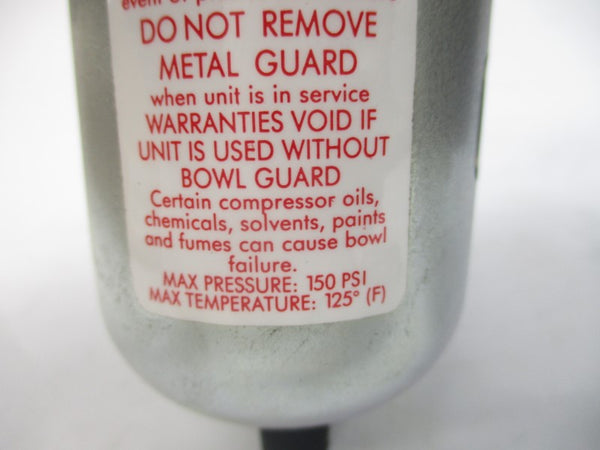 event of
DO NOT REMOVE
METAL GUARD
when unit is in service
WARRANTIES VOID IF
UNIT IS USED WITHOUT
BOWL GUARD
Certain compressor oils,
chemicals, solvents, paints
and fumes can cause bowl
failure.
MAX PRESSURE: 150 PSI
MAX TEMPERATURE: 125° (F)